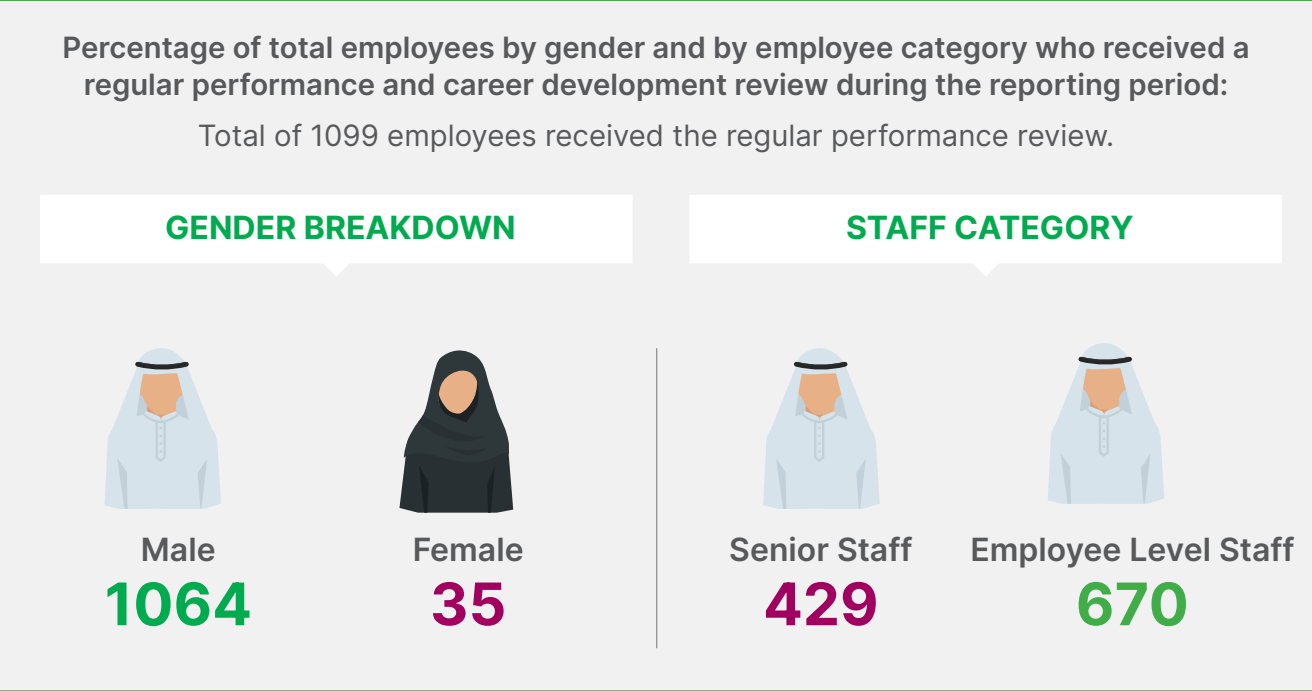 Percentage of total employees by gender and by employee category who received a
regular performance and career development review during the reporting period:
Total of 1099 employees received the regular performance review.
GENDER BREAKDOWN
Male
1064
Female
35
STAFF CATEGORY
Senior Staff
429
Employee Level Staff
670